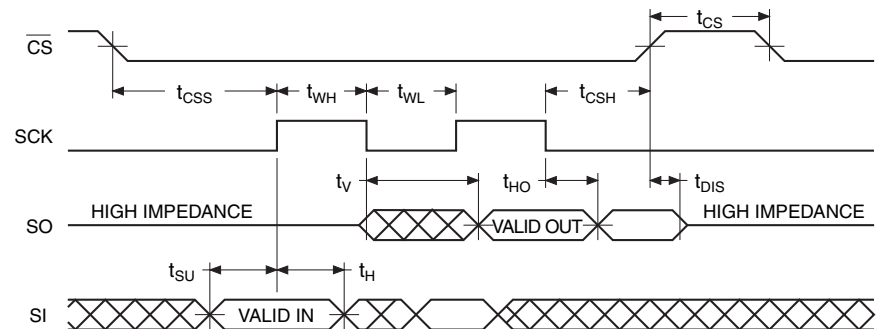 t_CS
C̅S̅
t_CSS t_WH t_WL t_CSH
SCK
t_V t_HO t_DIS
HIGH IMPEDANCE HIGH IMPEDANCE
SO VALID OUT
t_SU t_H
SI VALID IN